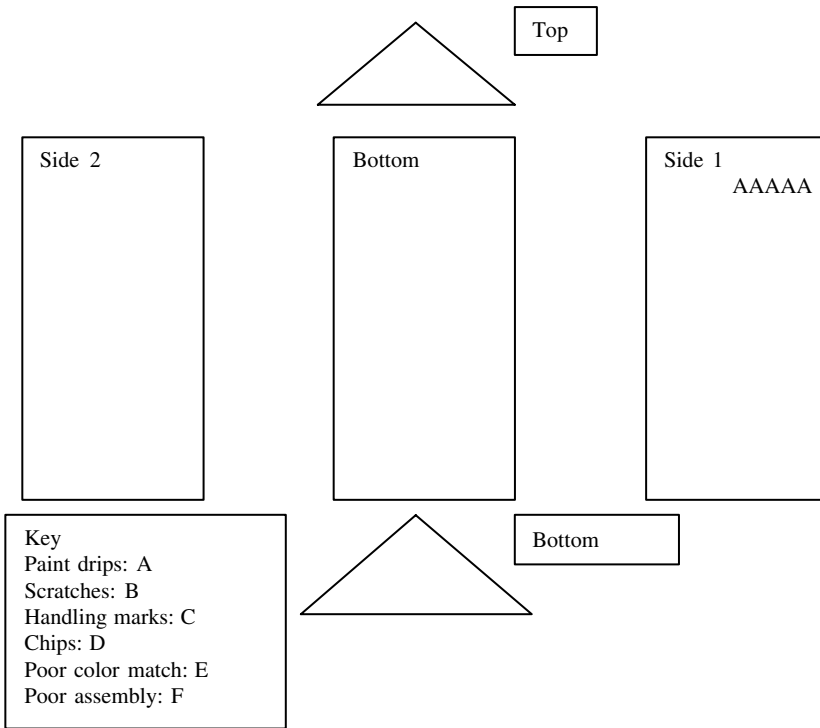 Top
Side 2
Bottom
Side 1
AAAAA
Key
Paint drips: A
Scratches: B
Handling marks: C
Chips: D
Poor color match: E
Poor assembly: F
Bottom